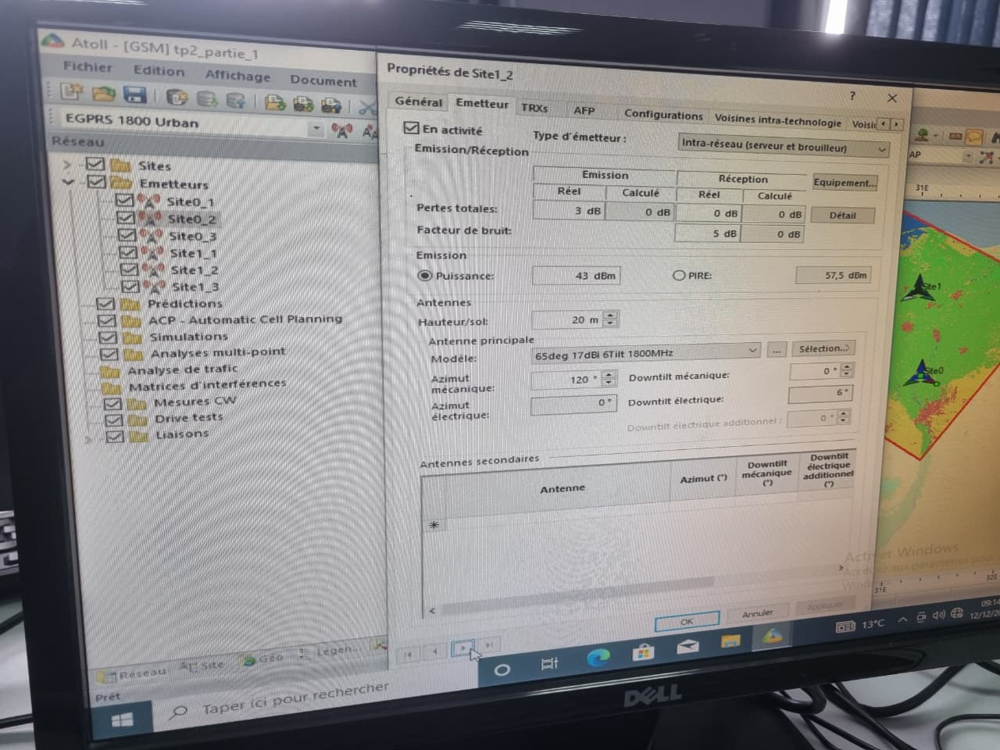 Atoll - [GSM] tp2_partie_1
Fichier Edition Affichage Document
EGPRS 1800 Urban
Réseau
Sites
Emetteurs
Site0_1
Site0_2
Site0_3
Site1_1
Site1_2
Site1_3
Prédictions
ACP - Automatic Cell Planning
Simulations
Analyses multi-point
Analyse de trafic
Matrices d'interférences
Mesures CW
Drive tests
Liaisons
Réseau Site Géo Légen...
Prêt
Propriétés de Site1_2
? ×
Général Emetteur TRXs AFP Configurations Voisines intra-technologie Voisi
En activité
Type d'émetteur : Intra-réseau (serveur et brouilleur)
Emission/Réception
Emission Réception Equipement...
Réel Calculé Réel Calculé
Pertes totales: 3 dB 0 dB 0 dB 0 dB Détail
Facteur de bruit: 5 dB 0 dB
Emission
Puissance: 43 dBm PIRE: 57,5 dBm
Antennes
Hauteur/sol: 20 m
Antenne principale
Modèle: 65deg 17dBi 6Tilt 1800MHz ... Sélection...
Azimut mécanique: 120 ° Downtilt mécanique: 0 °
Azimut électrique: 0 ° Downtilt électrique: 6 °
Downtilt électrique additionnel : 0 °
Antennes secondaires
Antenne Azimut (°) Downtilt mécanique (°) Downtilt électrique additionnel (°)
OK Annuler Appliquer
AP
31E
Site1
Site0
Activer Windows
Accédez aux paramètres pour
Windows
31E 32E
Taper ici pour rechercher
13°C
09:14
12/12/20
DELL